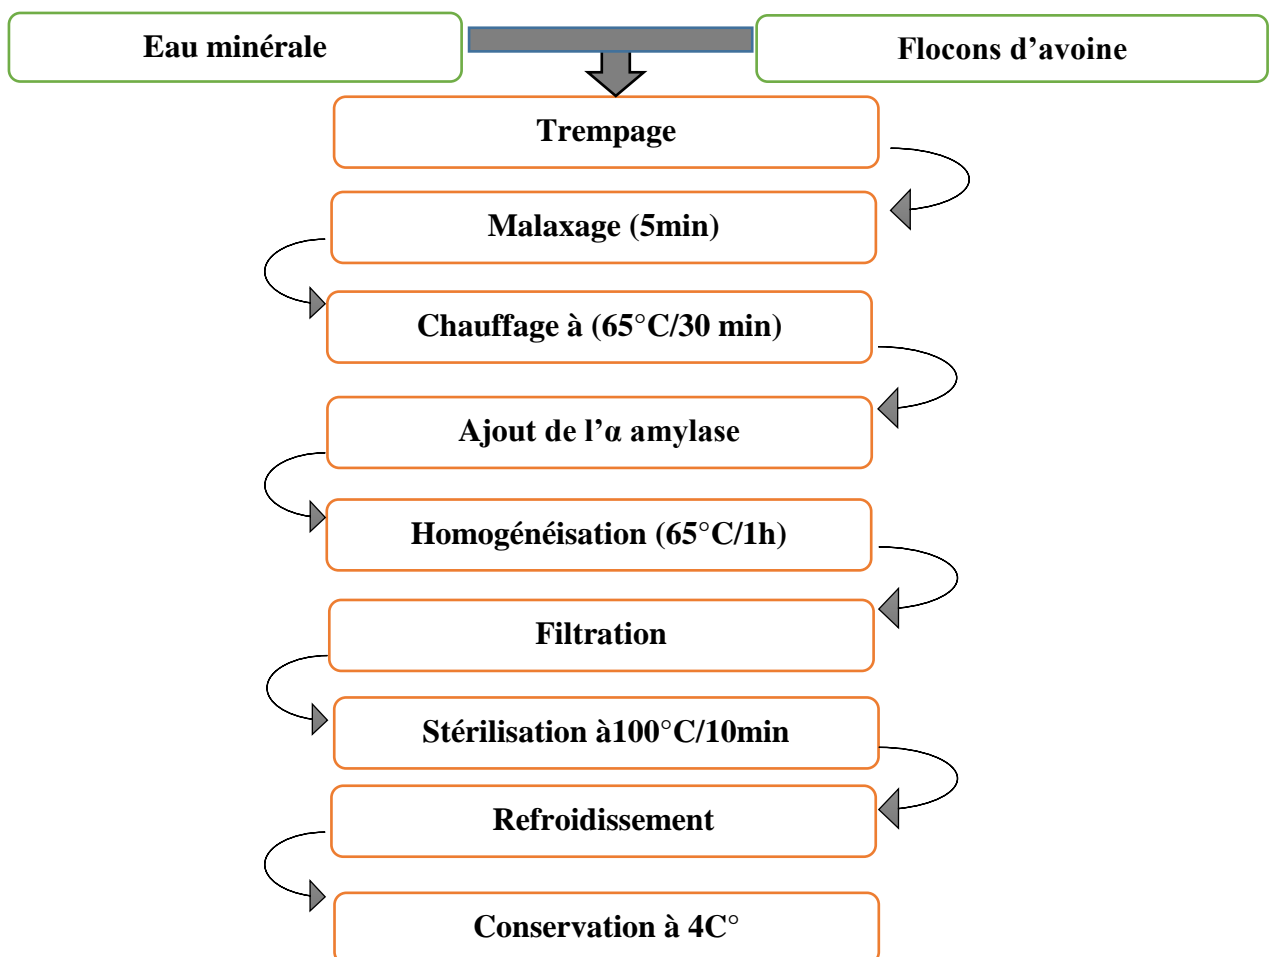 Eau minérale
Flocons d’avoine
Trempage
Malaxage (5min)
Chauffage à (65°C/30 min)
Ajout de l’α amylase
Homogénéisation (65°C/1h)
Filtration
Stérilisation à100°C/10min
Refroidissement
Conservation à 4C°